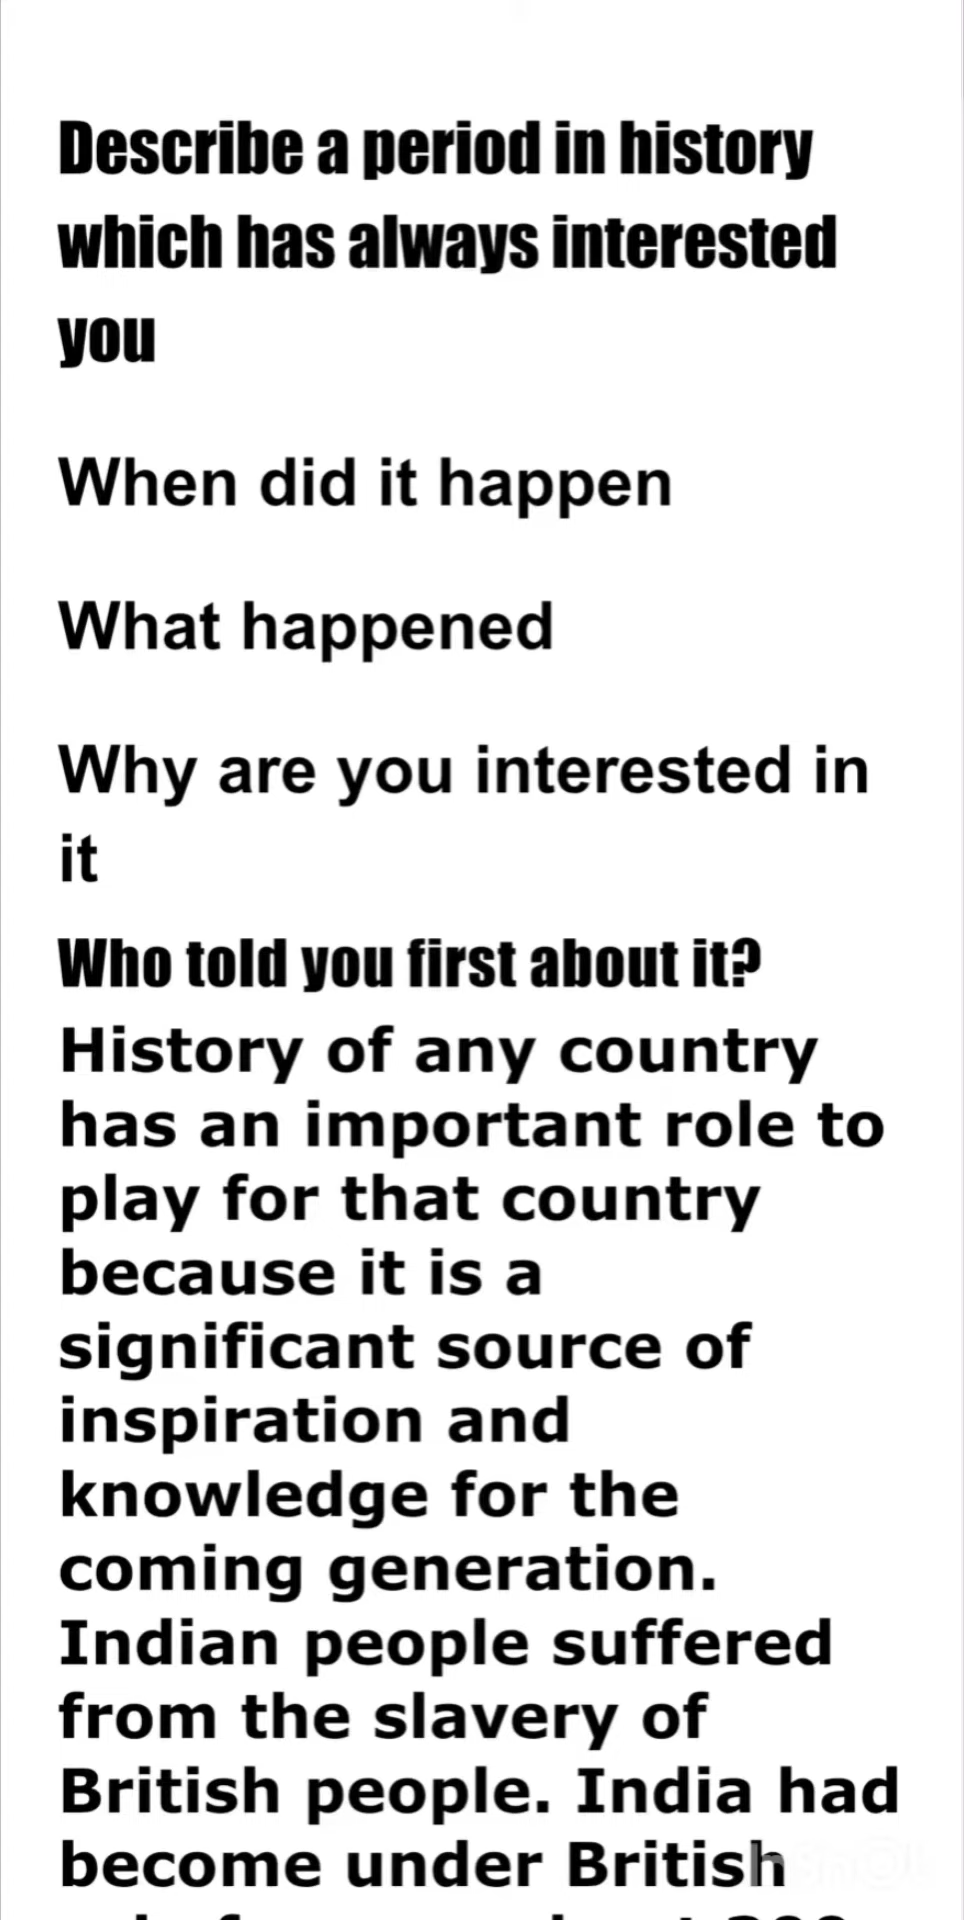 Describe a period in history
which has always interested
you
When did it happen
What happened
Why are you interested in
it
Who told you first about it?
History of any country
has an important role to
play for that country
because it is a
significant source of
inspiration and
knowledge for the
coming generation.
Indian people suffered
from the slavery of
British people. India had
become under British